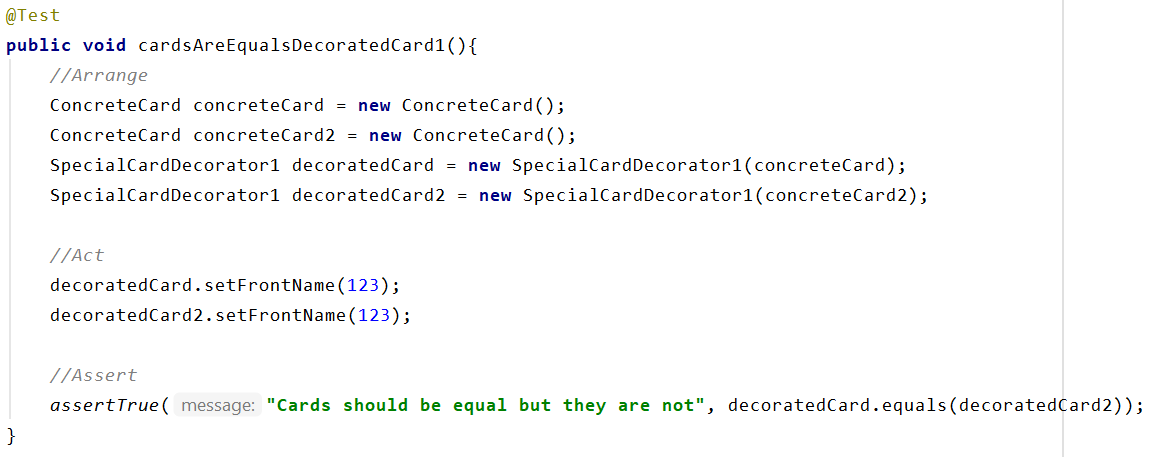 @Test
public void cardsAreEqualsDecoratedCard1(){
//Arrange
ConcreteCard concreteCard = new ConcreteCard();
ConcreteCard concreteCard2 = new ConcreteCard();
SpecialCardDecorator1 decoratedCard = new SpecialCardDecorator1(concreteCard);
SpecialCardDecorator1 decoratedCard2 = new SpecialCardDecorator1(concreteCard2);
//Act
decoratedCard.setFrontName(123);
decoratedCard2.setFrontName(123);
//Assert
assertTrue( message: "Cards should be equal but they are not", decoratedCard.equals(decoratedCard2));
}